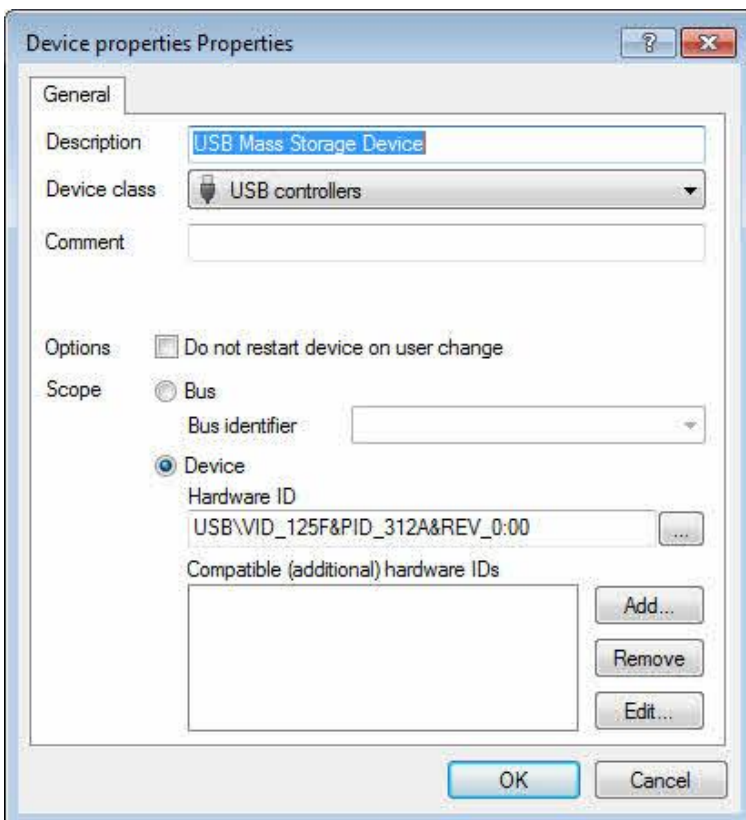 Device properties Properties
General
Description USB Mass Storage Device
Device class USB controllers
Comment
Options Do not restart device on user change
Scope Bus
Bus identifier
Device
Hardware ID
USB\VID_125F&PID_312A&REV_0:00 ...
Compatible (additional) hardware IDs
Add...
Remove
Edit...
OK Cancel